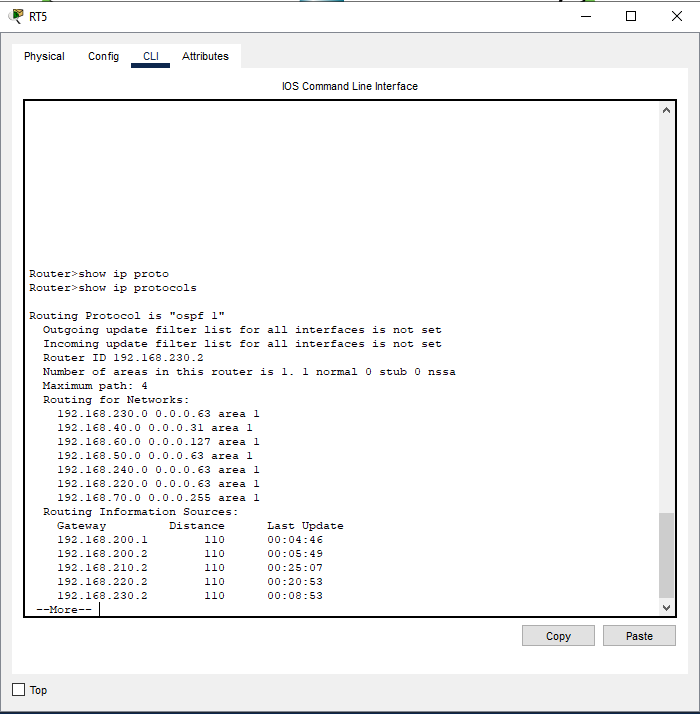 RT5
Physical Config CLI Attributes
IOS Command Line Interface
Router>show ip proto
Router>show ip protocols
Routing Protocol is "ospf 1"
Outgoing update filter list for all interfaces is not set
Incoming update filter list for all interfaces is not set
Router ID 192.168.230.2
Number of areas in this router is 1. 1 normal 0 stub 0 nssa
Maximum path: 4
Routing for Networks:
192.168.230.0 0.0.0.63 area 1
192.168.40.0 0.0.0.31 area 1
192.168.60.0 0.0.0.127 area 1
192.168.50.0 0.0.0.63 area 1
192.168.240.0 0.0.0.63 area 1
192.168.220.0 0.0.0.63 area 1
192.168.70.0 0.0.0.255 area 1
Routing Information Sources:
Gateway Distance Last Update
192.168.200.1 110 00:04:46
192.168.200.2 110 00:05:49
192.168.210.2 110 00:25:07
192.168.220.2 110 00:20:53
192.168.230.2 110 00:08:53
--More--
Copy Paste
Top